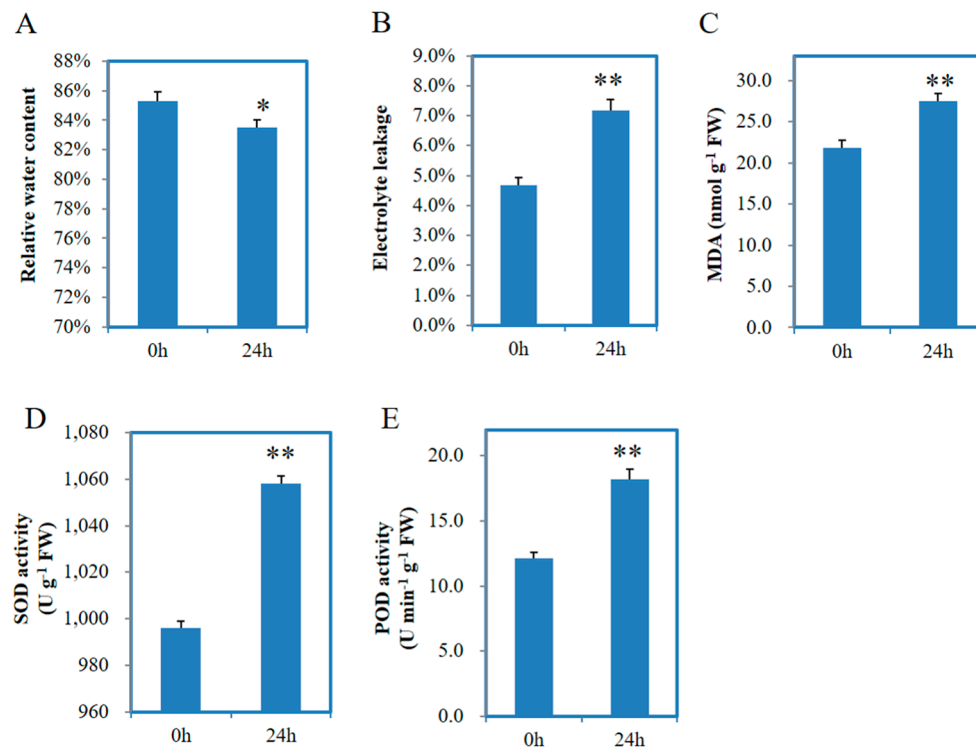 A
Relative water content
88%
86%
84%
82%
80%
78%
76%
74%
72%
70%
*
0h 24h
B
Electrolyte leakage
9.0%
8.0%
7.0%
6.0%
5.0%
4.0%
3.0%
2.0%
1.0%
0.0%
**
0h 24h
C
MDA (nmol g-1 FW)
30.0
25.0
20.0
15.0
10.0
5.0
0.0
**
0h 24h
D
SOD activity
(U g-1 FW)
1,080
1,060
1,040
1,020
1,000
980
960
**
0h 24h
E
POD activity
(U min-1 g-1 FW)
20.0
15.0
10.0
5.0
0.0
**
0h 24h